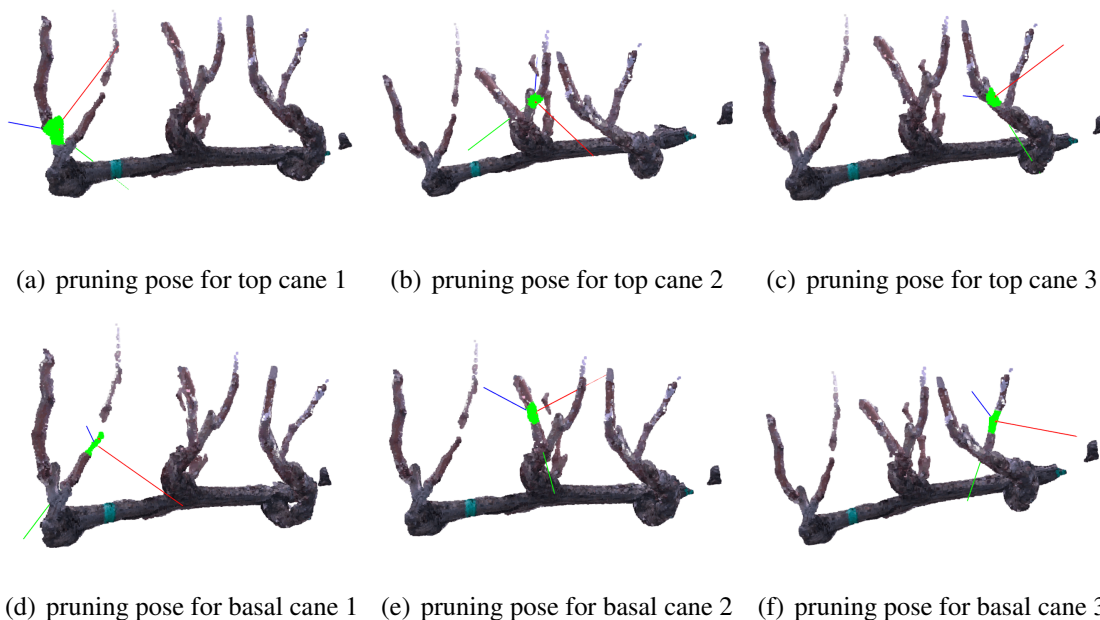 (a) pruning pose for top cane 1
(b) pruning pose for top cane 2
(c) pruning pose for top cane 3
(d) pruning pose for basal cane 1
(e) pruning pose for basal cane 2
(f) pruning pose for basal cane 3